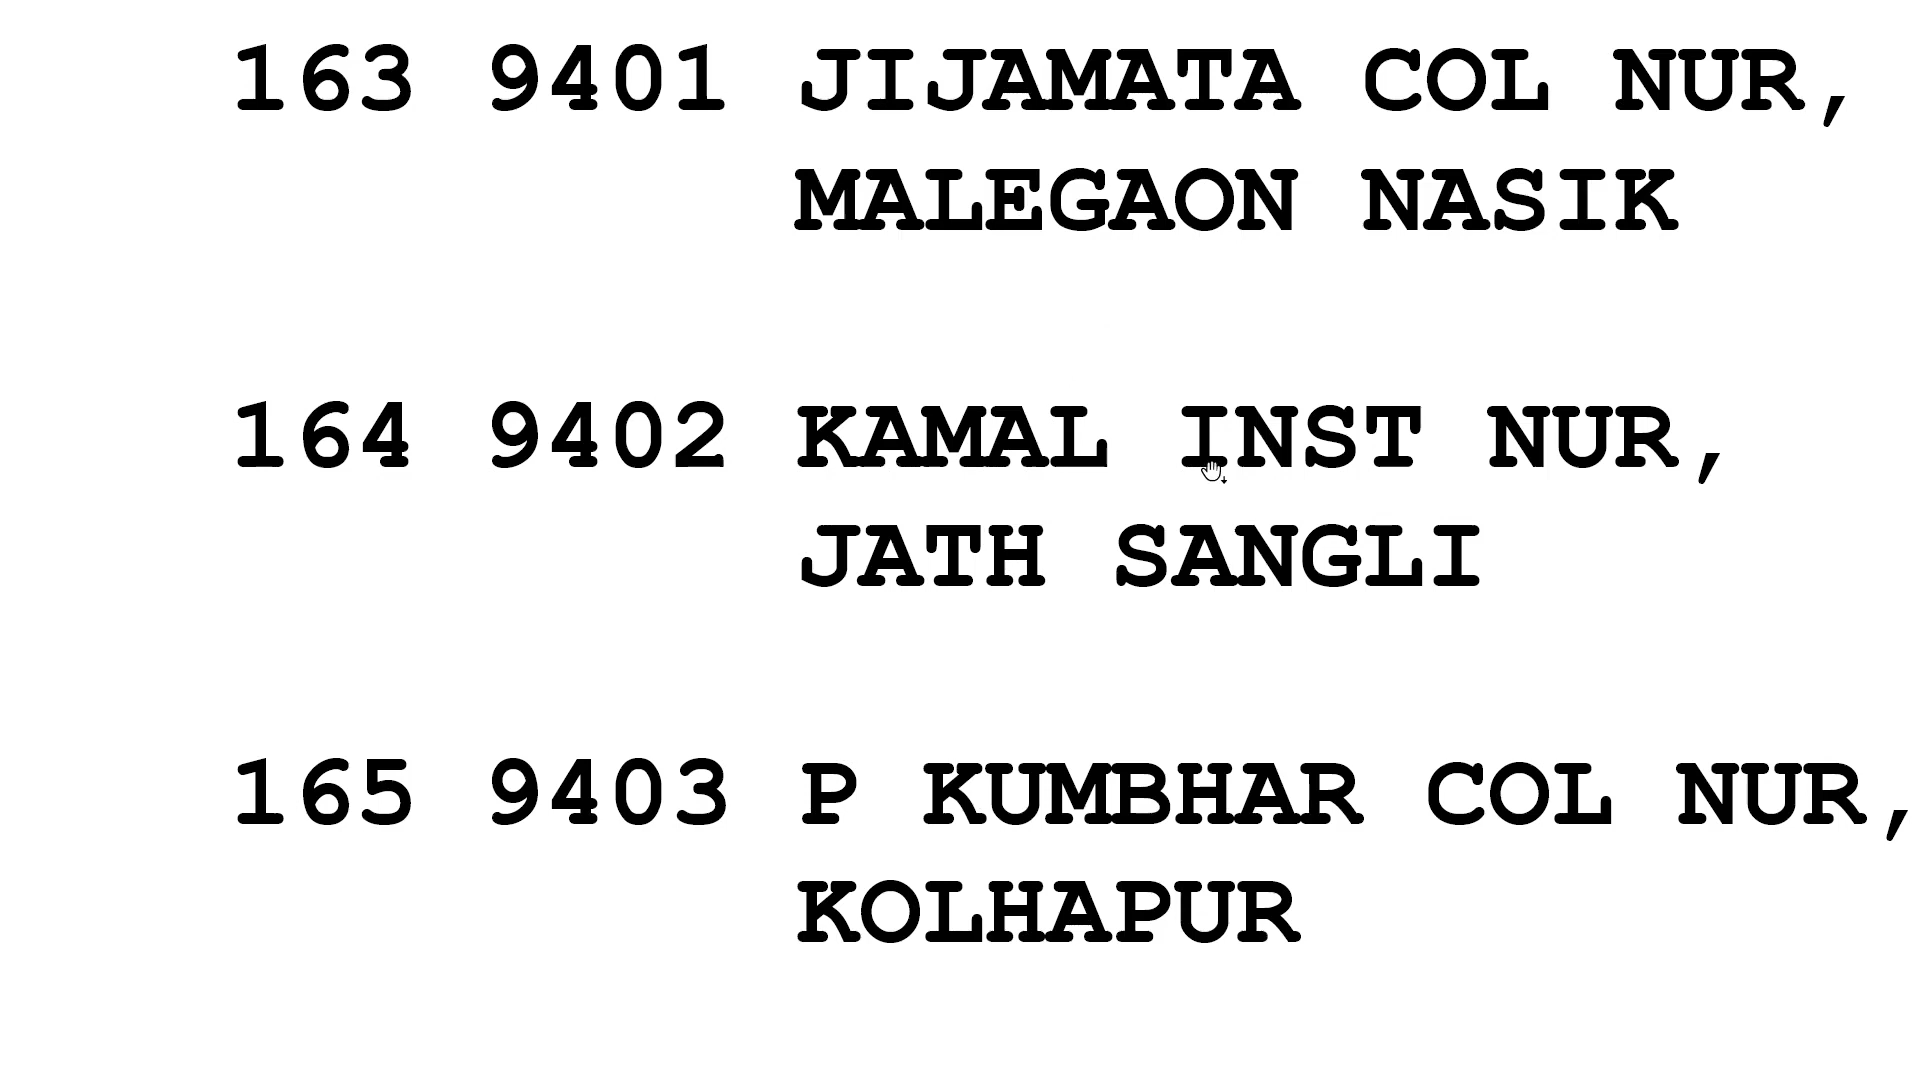 163 9401 JIJAMATA COL NUR,
MALEGAON NASIK
164 9402 KAMAL INST NUR,
JATH SANGLI
165 9403 P KUMBHAR COL NUR,
KOLHAPUR